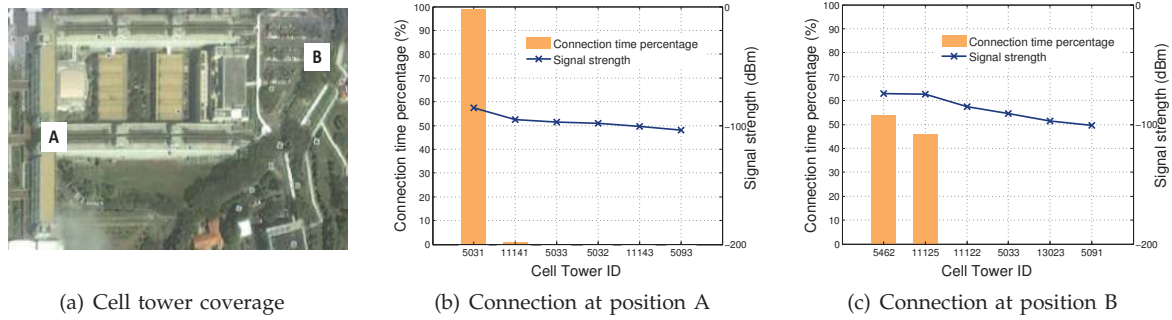 A
B
(a) Cell tower coverage
Connection time percentage (%)
100
90
80
70
60
50
40
30
20
10
0
Connection time percentage
Signal strength
0
−100
−200
Signal strength (dBm)
5031 11141 5033 5032 11143 5093
Cell Tower ID
(b) Connection at position A
Connection time percentage (%)
100
90
80
70
60
50
40
30
20
10
0
Connection time percentage
Signal strength
0
−100
−200
Signal strength (dBm)
5462 11125 11122 5033 13023 5091
Cell Tower ID
(c) Connection at position B